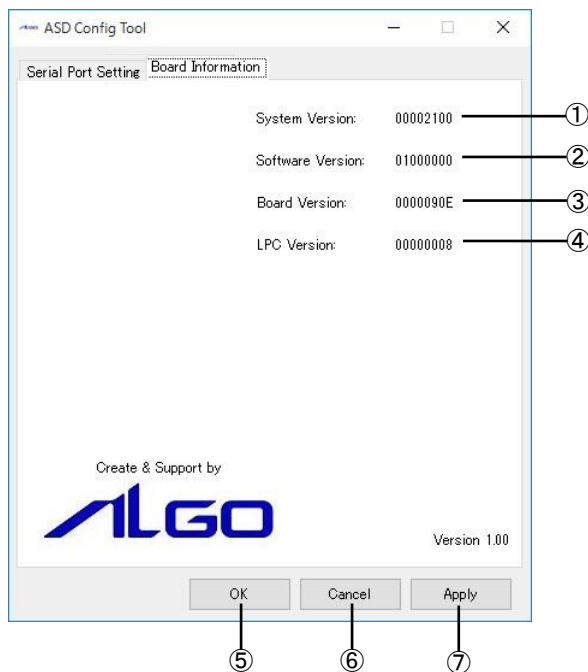 ASD Config Tool
Serial Port Setting Board Information
System Version: 00002100 ①
Software Version: 01000000 ②
Board Version: 0000090E ③
LPC Version: 00000008 ④
Create & Support by
ALGO
Version 1.00
OK Cancel Apply
⑤ ⑥ ⑦